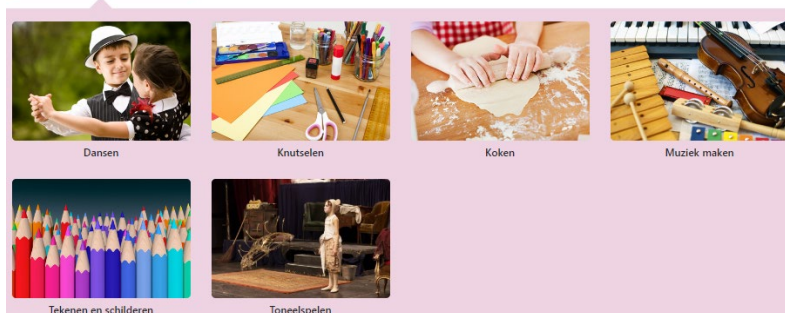 Dansen
Knutselen
Koken
Muziek maken
Tekenen en schilderen
Toneelspelen